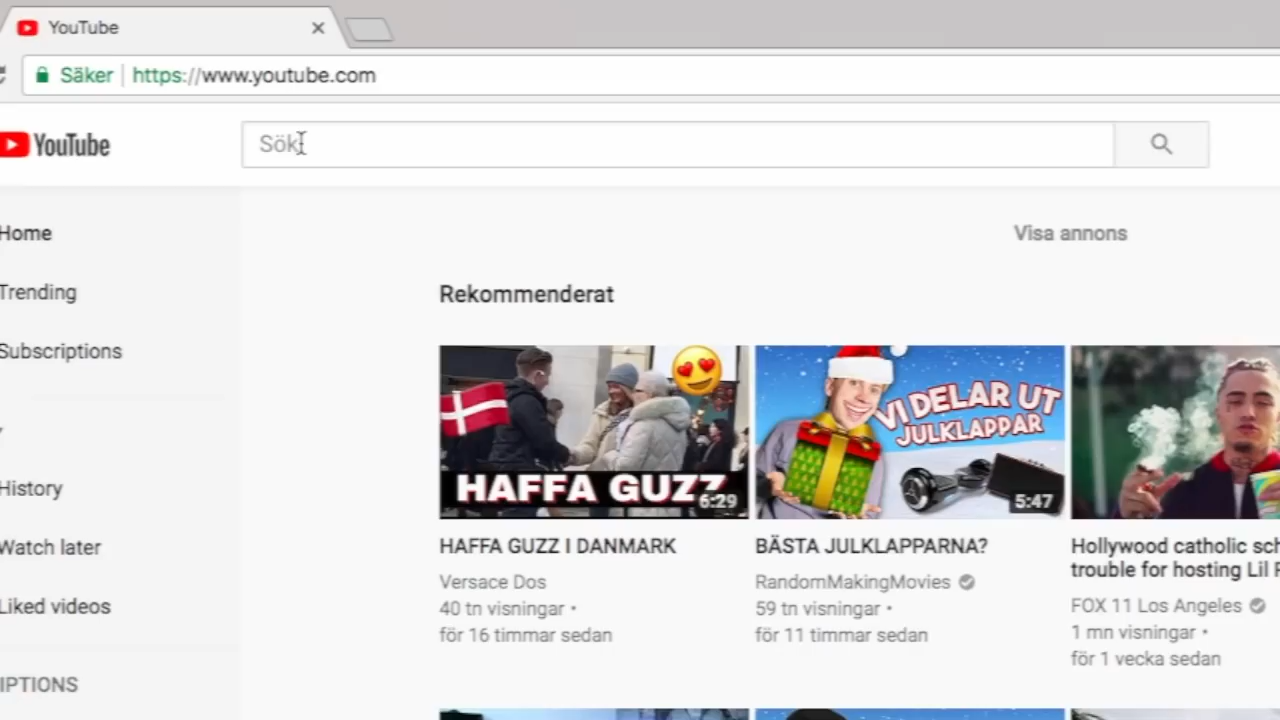 YouTube
Säker
https://www.youtube.com
YouTube
Sök
Home
Trending
Subscriptions
History
Watch later
Liked videos
IPTIONS
Visa annons
Rekommenderat
HAFFA GUZZ
6:29
VI DELAR UT
JULKLAPPAR
5:47
HAFFA GUZZ I DANMARK
Versace Dos
40 tn visningar •
för 16 timmar sedan
BÄSTA JULKLAPPARNA?
RandomMakingMovies
59 tn visningar •
för 11 timmar sedan
Hollywood catholic sch
trouble for hosting Lil P
FOX 11 Los Angeles
1 mn visningar •
för 1 vecka sedan